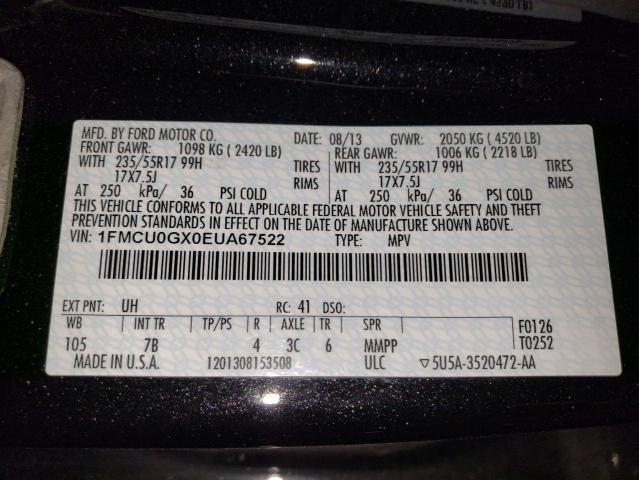 MFD. BY FORD MOTOR CO. DATE: 08/13 GVWR: 2050 KG ( 4520 LB)
FRONT GAWR: 1098 KG ( 2420 LB) REAR GAWR: 1006 KG ( 2218 LB)
WITH 235/55R17 99H TIRES WITH 235/55R17 99H TIRES
17X7.5J RIMS 17X7.5J RIMS
AT 250 kPa/ 36 PSI COLD AT 250 kPa/ 36 PSI COLD
THIS VEHICLE CONFORMS TO ALL APPLICABLE FEDERAL MOTOR VEHICLE SAFETY AND THEFT
PREVENTION STANDARDS IN EFFECT ON THE DATE OF MANUFACTURE SHOWN ABOVE.
VIN: 1FMCU0GX0EUA67522 TYPE: MPV
EXT PNT: UH RC: 41 DSO:
WB INT TR TP/PS R AXLE TR SPR F0126
105 7B 4 3C 6 MMPP T0252
MADE IN U.S.A. 1201308153508 ULC ▽5U5A-3520472-AA